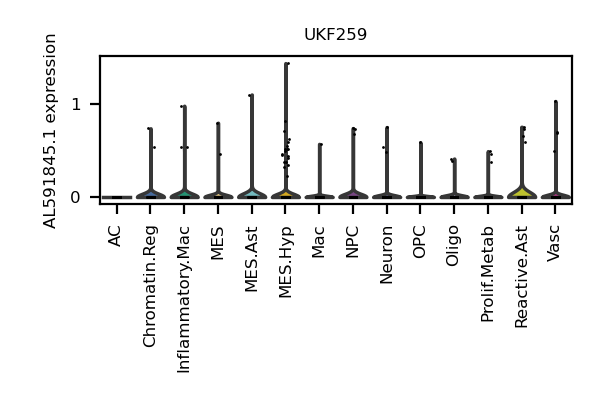 UKF259
AL591845.1 expression
1
0
AC
Chromatin.Reg
Inflammatory.Mac
MES
MES.Ast
MES.Hyp
Mac
NPC
Neuron
OPC
Oligo
Prolif.Metab
Reactive.Ast
Vasc